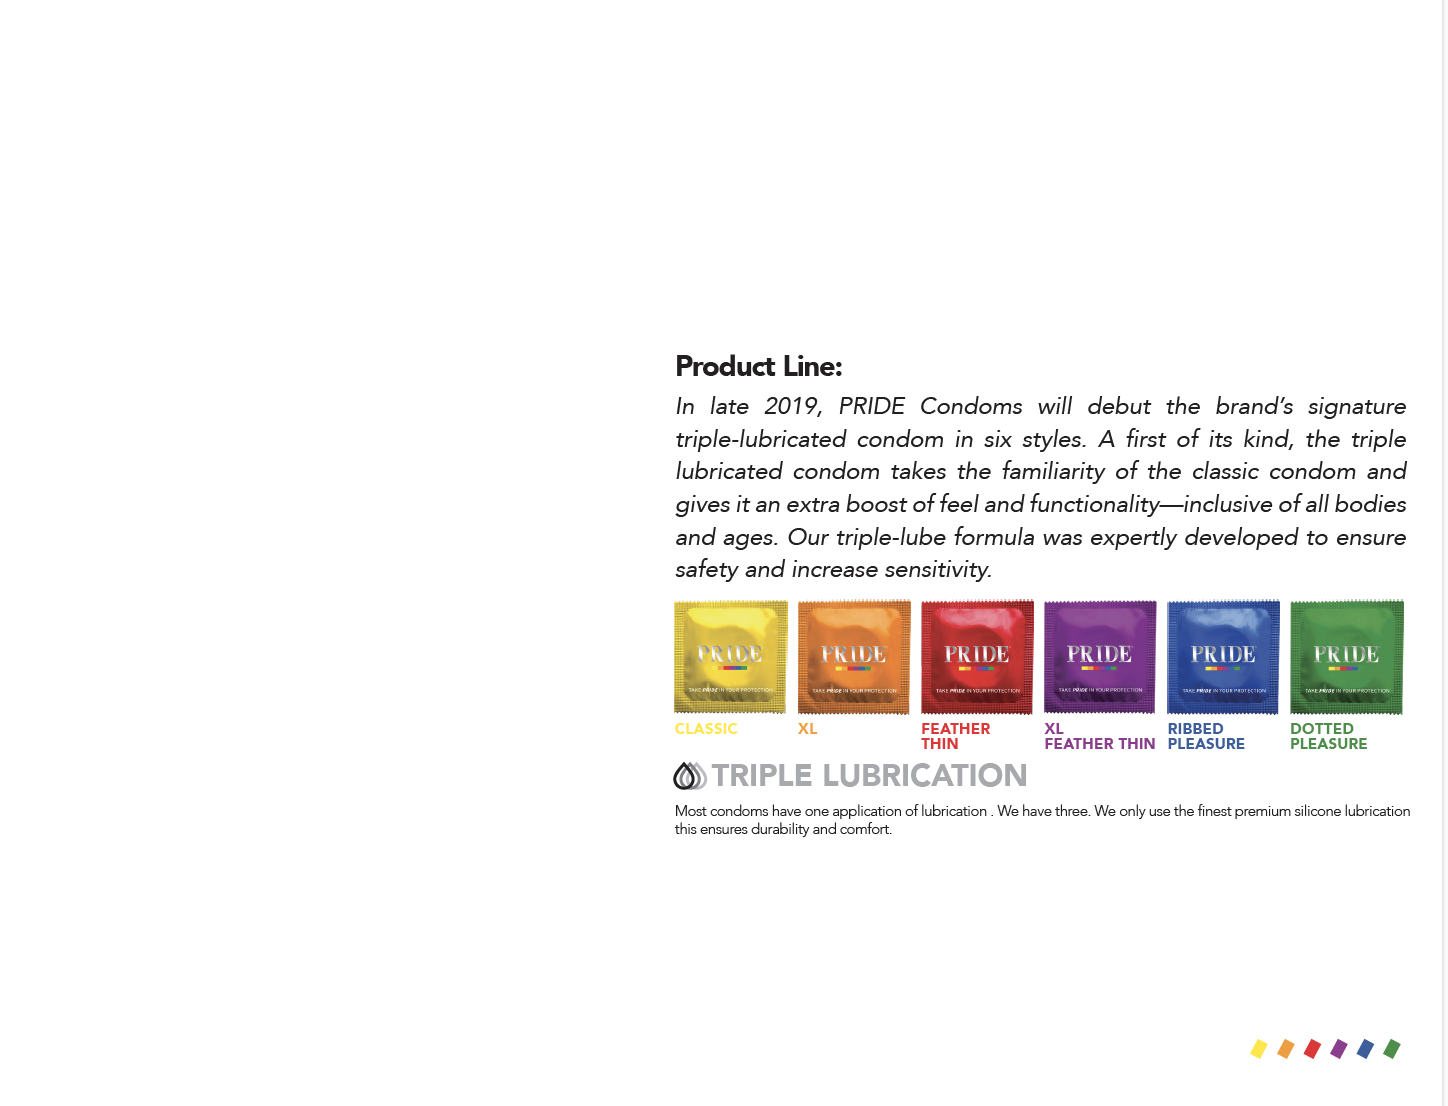 Product Line:
In late 2019, PRIDE Condoms will debut the brand’s signature
triple-lubricated condom in six styles. A first of its kind, the triple
lubricated condom takes the familiarity of the classic condom and
gives it an extra boost of feel and functionality—inclusive of all bodies
and ages. Our triple-lube formula was expertly developed to ensure
safety and increase sensitivity.
PRIDE PRIDE PRIDE PRIDE PRIDE PRIDE
TAKE PRIDE IN YOUR PROTECTION TAKE PRIDE IN YOUR PROTECTION TAKE PRIDE IN YOUR PROTECTION TAKE PRIDE IN YOUR PROTECTION TAKE PRIDE IN YOUR PROTECTION TAKE PRIDE IN YOUR PROTECTION
CLASSIC XL FEATHER XL RIBBED DOTTED
THIN FEATHER THIN PLEASURE PLEASURE
TRIPLE LUBRICATION
Most condoms have one application of lubrication . We have three. We only use the finest premium silicone lubrication
this ensures durability and comfort.